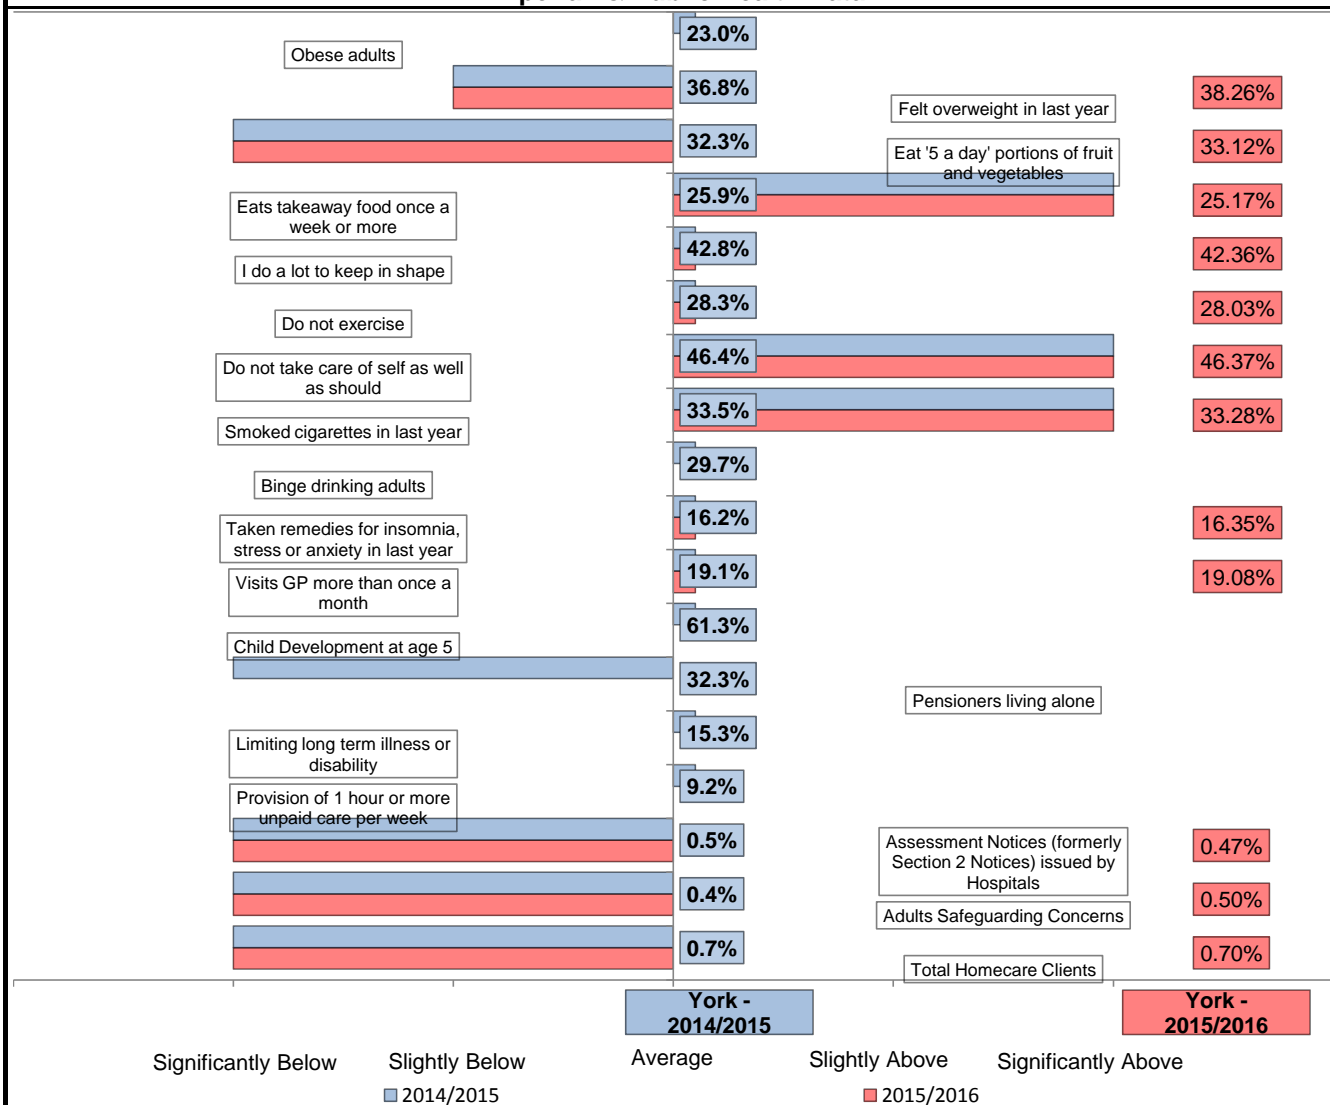 23.0%
Obese adults
36.8%
38.26%
Felt overweight in last year
32.3%
33.12%
Eat '5 a day' portions of fruit
and vegetables
25.9%
25.17%
Eats takeaway food once a
week or more
42.8%
42.36%
I do a lot to keep in shape
28.3%
28.03%
Do not exercise
46.4%
46.37%
Do not take care of self as well
as should
33.5%
33.28%
Smoked cigarettes in last year
29.7%
Binge drinking adults
16.2%
16.35%
Taken remedies for insomnia,
stress or anxiety in last year
19.1%
19.08%
Visits GP more than once a
month
61.3%
Child Development at age 5
32.3%
Pensioners living alone
15.3%
Limiting long term illness or
disability
9.2%
Provision of 1 hour or more
unpaid care per week
0.5%
Assessment Notices (formerly
Section 2 Notices) issued by
Hospitals
0.47%
0.4%
0.50%
Adults Safeguarding Concerns
0.7%
0.70%
Total Homecare Clients
York -
2014/2015
York -
2015/2016
Significantly Below
Slightly Below
Average
Slightly Above
Significantly Above
2014/2015
2015/2016